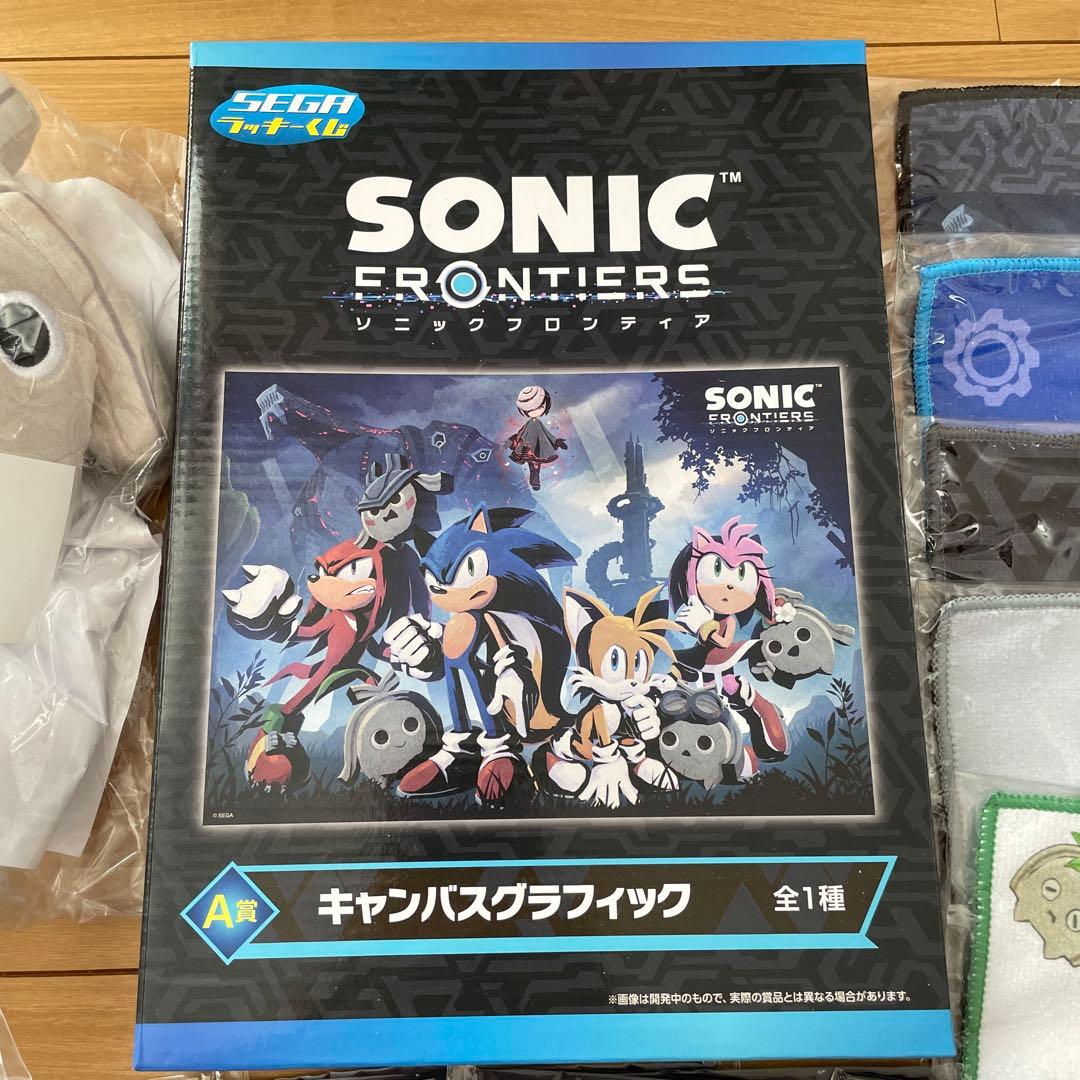 SEGA
ラッキーくじ
SONIC™
FRONTIERS
ソニックフロンティア
SONIC™
FRONTIERS
ソニックフロンティア
© SEGA
A賞
キャンバスグラフィック
全1種
※画像は開発中のもので、実際の賞品とは異なる場合があります。